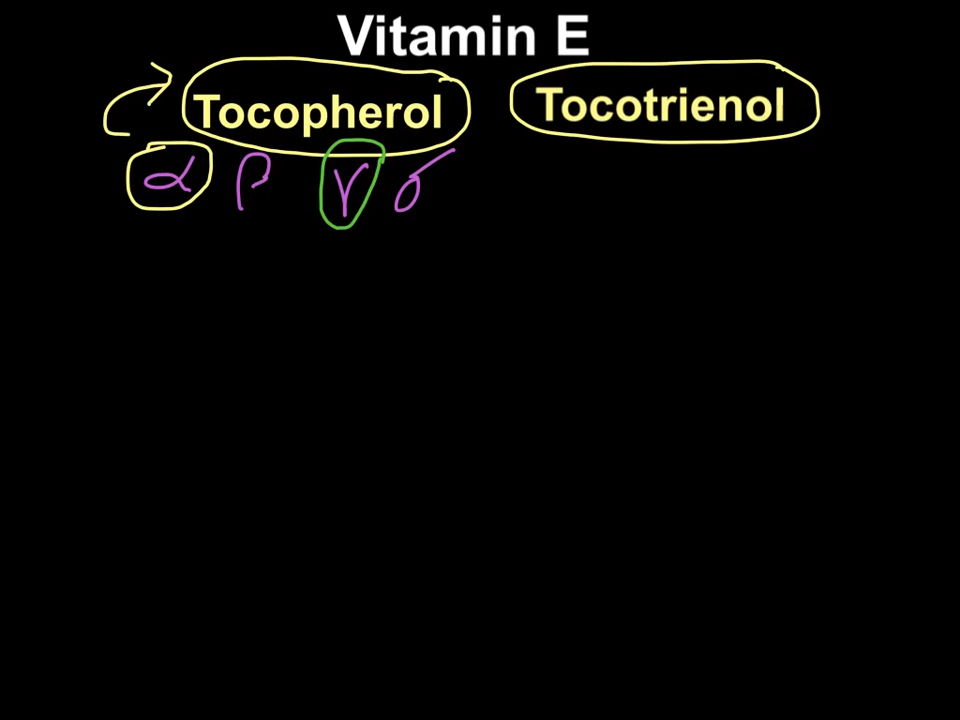 Vitamin E
Tocopherol Tocotrienol
α β γ σ